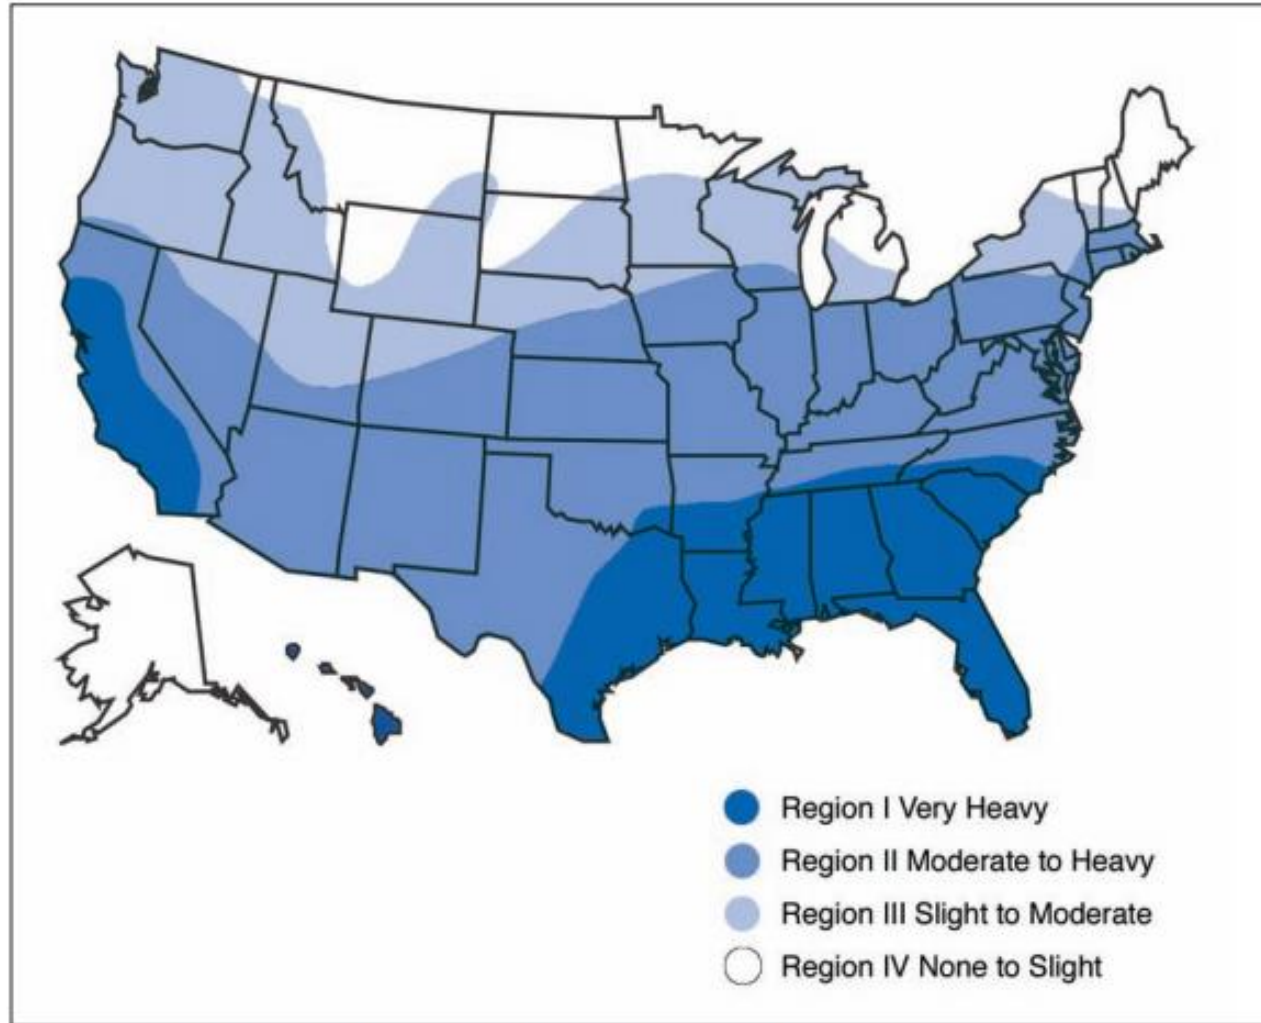 Region I Very Heavy
Region II Moderate to Heavy
Region III Slight to Moderate
Region IV None to Slight